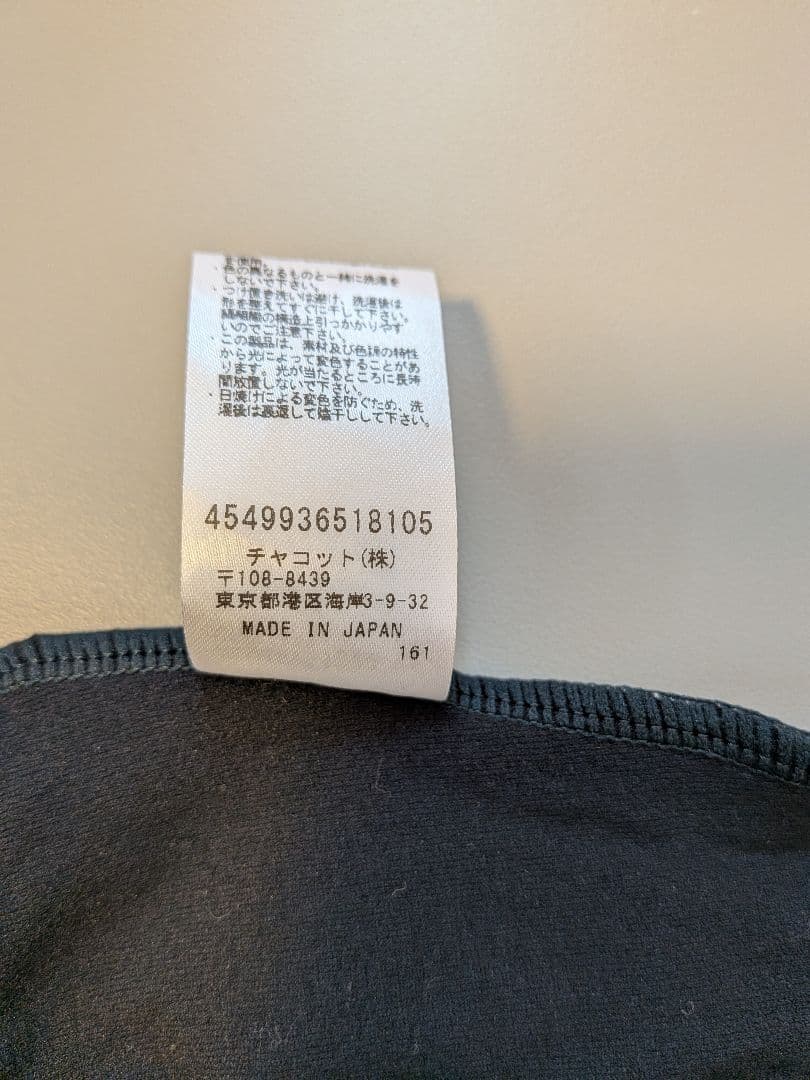 を使用。
・色の異なるものと一緒に洗濯を
しないで下さい。
・つけ置き洗いは避け、洗濯後は
形を整えてすぐに干して下さい。
引っかかりやす
いのでご注意下さい。
・この製品は、素材及び色調の特性
から光によって変色することがあ
ります。光が当たるところに長時
間放置しないで下さい。
・日焼けによる変色を防ぐため、洗
濯後は裏返して陰干しして下さい。
4549936518105
チャコット(株)
〒108-8439
東京都港区海岸3-9-32
MADE IN JAPAN
161